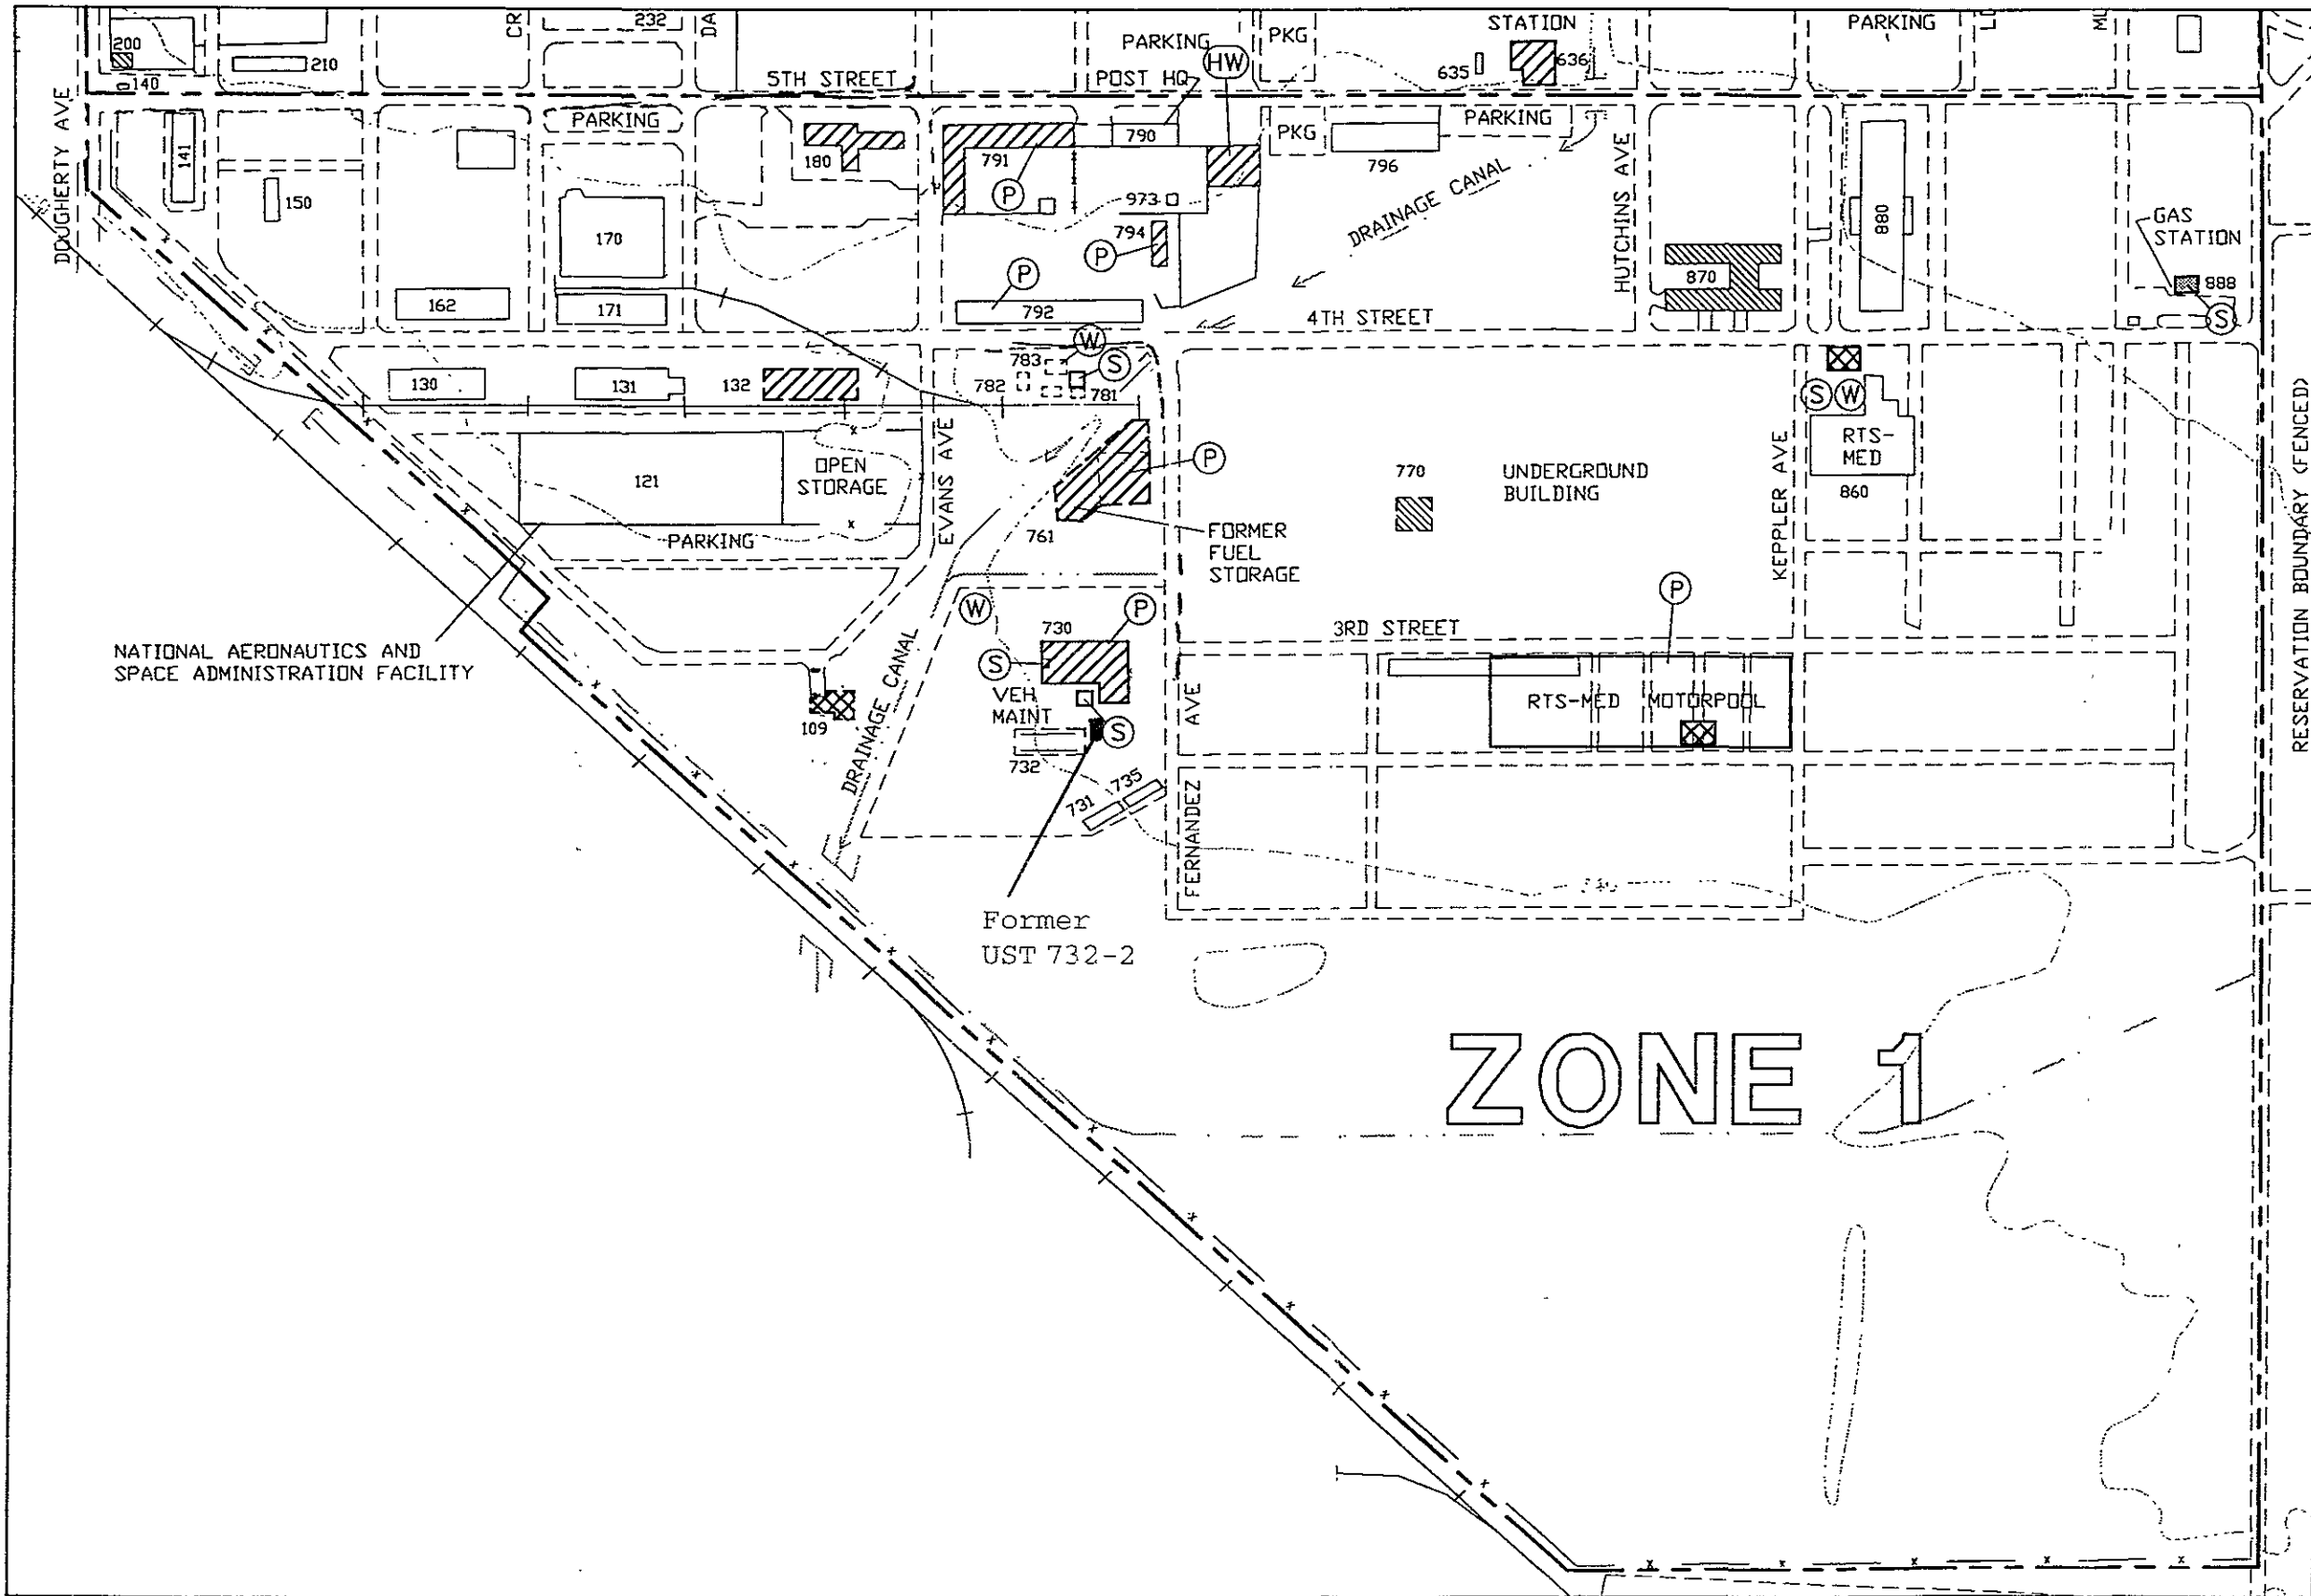 232
CR
DA
PARKING
PKG
STATION
PARKING
200
210
140
5TH STREET
POST HQ
HW
635
636
DOUGHERTY AVE
141
PARKING
180
791
790
PKG
796
PARKING
HUTCHINS AVE
880
150
P
973
DRAINAGE CANAL
GAS
STATION
170
794
P
P
870
888
162
171
792
4TH STREET
S
783
W
S
130
131
132
782
781
S
W
RTS-
MED
860
EVANS AVE
OPEN
STORAGE
121
P
770
UNDERGROUND
BUILDING
KEPPLER AVE
RESERVATION BOUNDARY (FENCED)
PARKING
761
FORMER
FUEL
STORAGE
W
P
P
730
3RD STREET
NATIONAL AERONAUTICS AND
SPACE ADMINISTRATION FACILITY
S
VEH
MAINT
RTS-MED MOTORPOOL
109
S
DRAINAGE CANAL
732
731
735
FERNANDEZ AVE
Former
UST 732-2
ZONE 1